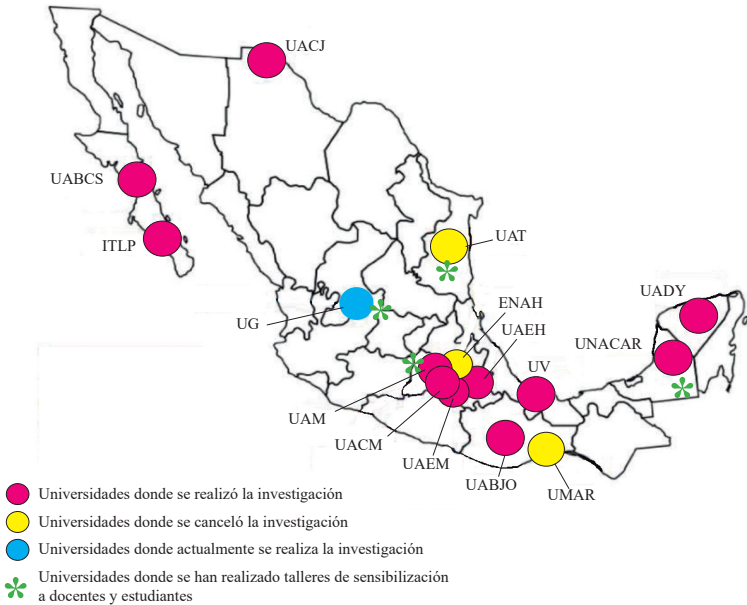 UACJ
UABCS
ITLP
UAT
ENAH
UADY
UG
UAEH
UNACAR
UV
UAM
UACM
UAEM
UABJO
UMAR
Universidades donde se realizó la investigación
Universidades donde se canceló la investigación
Universidades donde actualmente se realiza la investigación
Universidades donde se han realizado talleres de sensibilización
a docentes y estudiantes